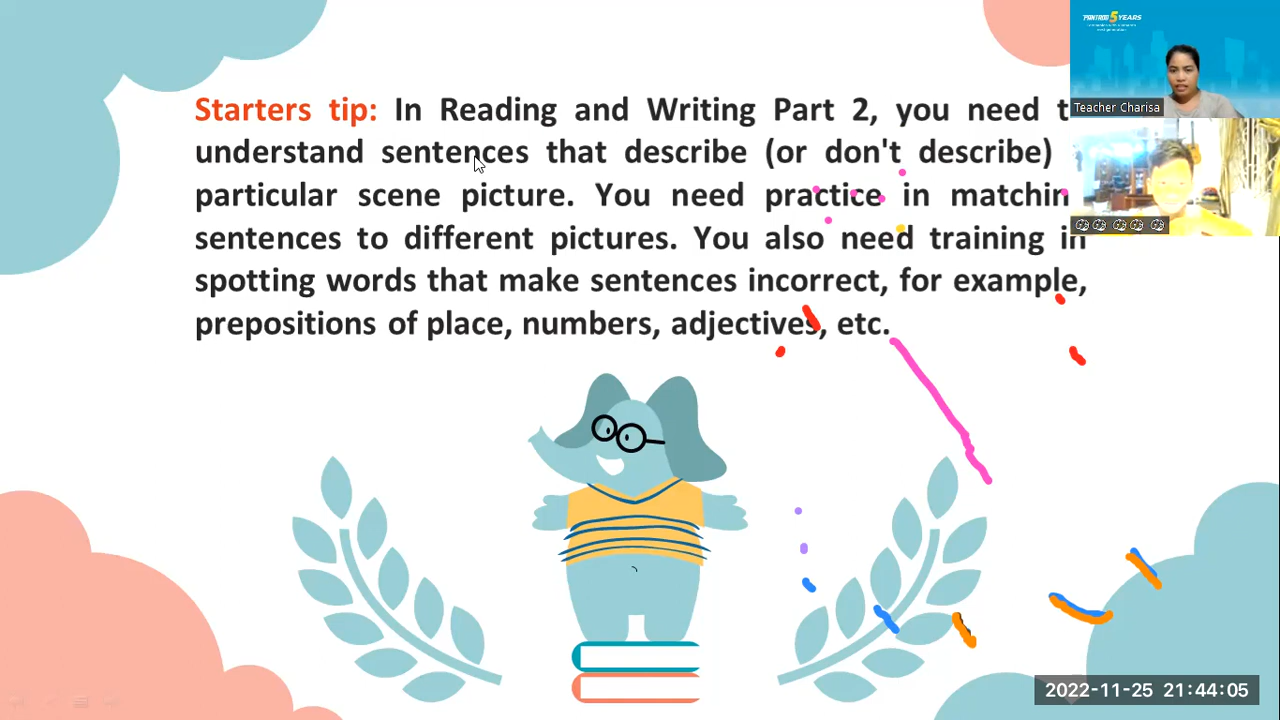 Starters tip: In Reading and Writing Part 2, you need t
understand sentences that describe (or don't describe)
particular scene picture. You need practice in matchin
sentences to different pictures. You also need training in
spotting words that make sentences incorrect, for example,
prepositions of place, numbers, adjectives, etc.
5 YEARS
Teacher Charisa
2022-11-25 21:44:05